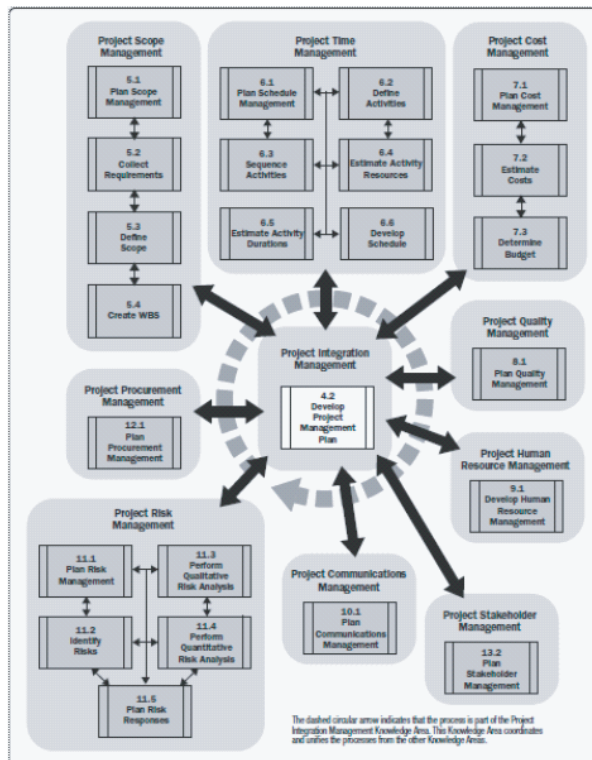 Project Scope
Management
5.1
Plan Scope
Management
5.2
Collect
Requirements
5.3
Define
Scope
5.4
Create WBS
Project Time
Management
6.1
Plan Schedule
Management
6.2
Define
Activities
6.3
Sequence
Activities
6.4
Estimate Activity
Resources
6.5
Estimate Activity
Durations
6.6
Develop
Schedule
Project Cost
Management
7.1
Plan Cost
Management
7.2
Estimate
Costs
7.3
Determine
Budget
Project Quality
Management
8.1
Plan Quality
Management
Project Integration
Management
4.2
Develop
Project
Management
Plan
Project Procurement
Management
12.1
Plan
Procurement
Management
Project Human
Resource Management
9.1
Develop Human
Resource
Management
Project Risk
Management
11.1
Plan Risk
Management
11.3
Perform
Qualitative
Risk Analysis
11.2
Identify
Risks
11.4
Perform
Quantitative
Risk Analysis
11.5
Plan Risk
Responses
Project Communications
Management
10.1
Plan
Communications
Management
Project Stakeholder
Management
13.2
Plan
Stakeholder
Management
The dashed circular arrow indicates that the process is part of the Project
Integration Management Knowledge Area. This Knowledge Area coordinates
and unifies the processes from the other Knowledge Areas.